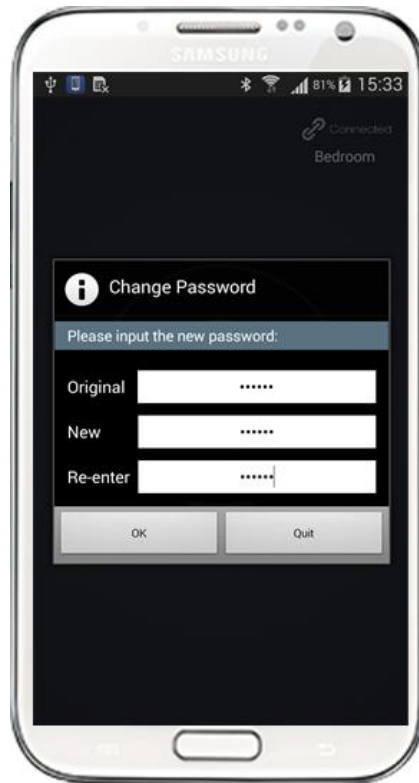 SAMSUNG
81% 15:33
Connected
Bedroom
Change Password
Please input the new password:
Original ••••••
New ••••••
Re-enter ••••••
OK Quit